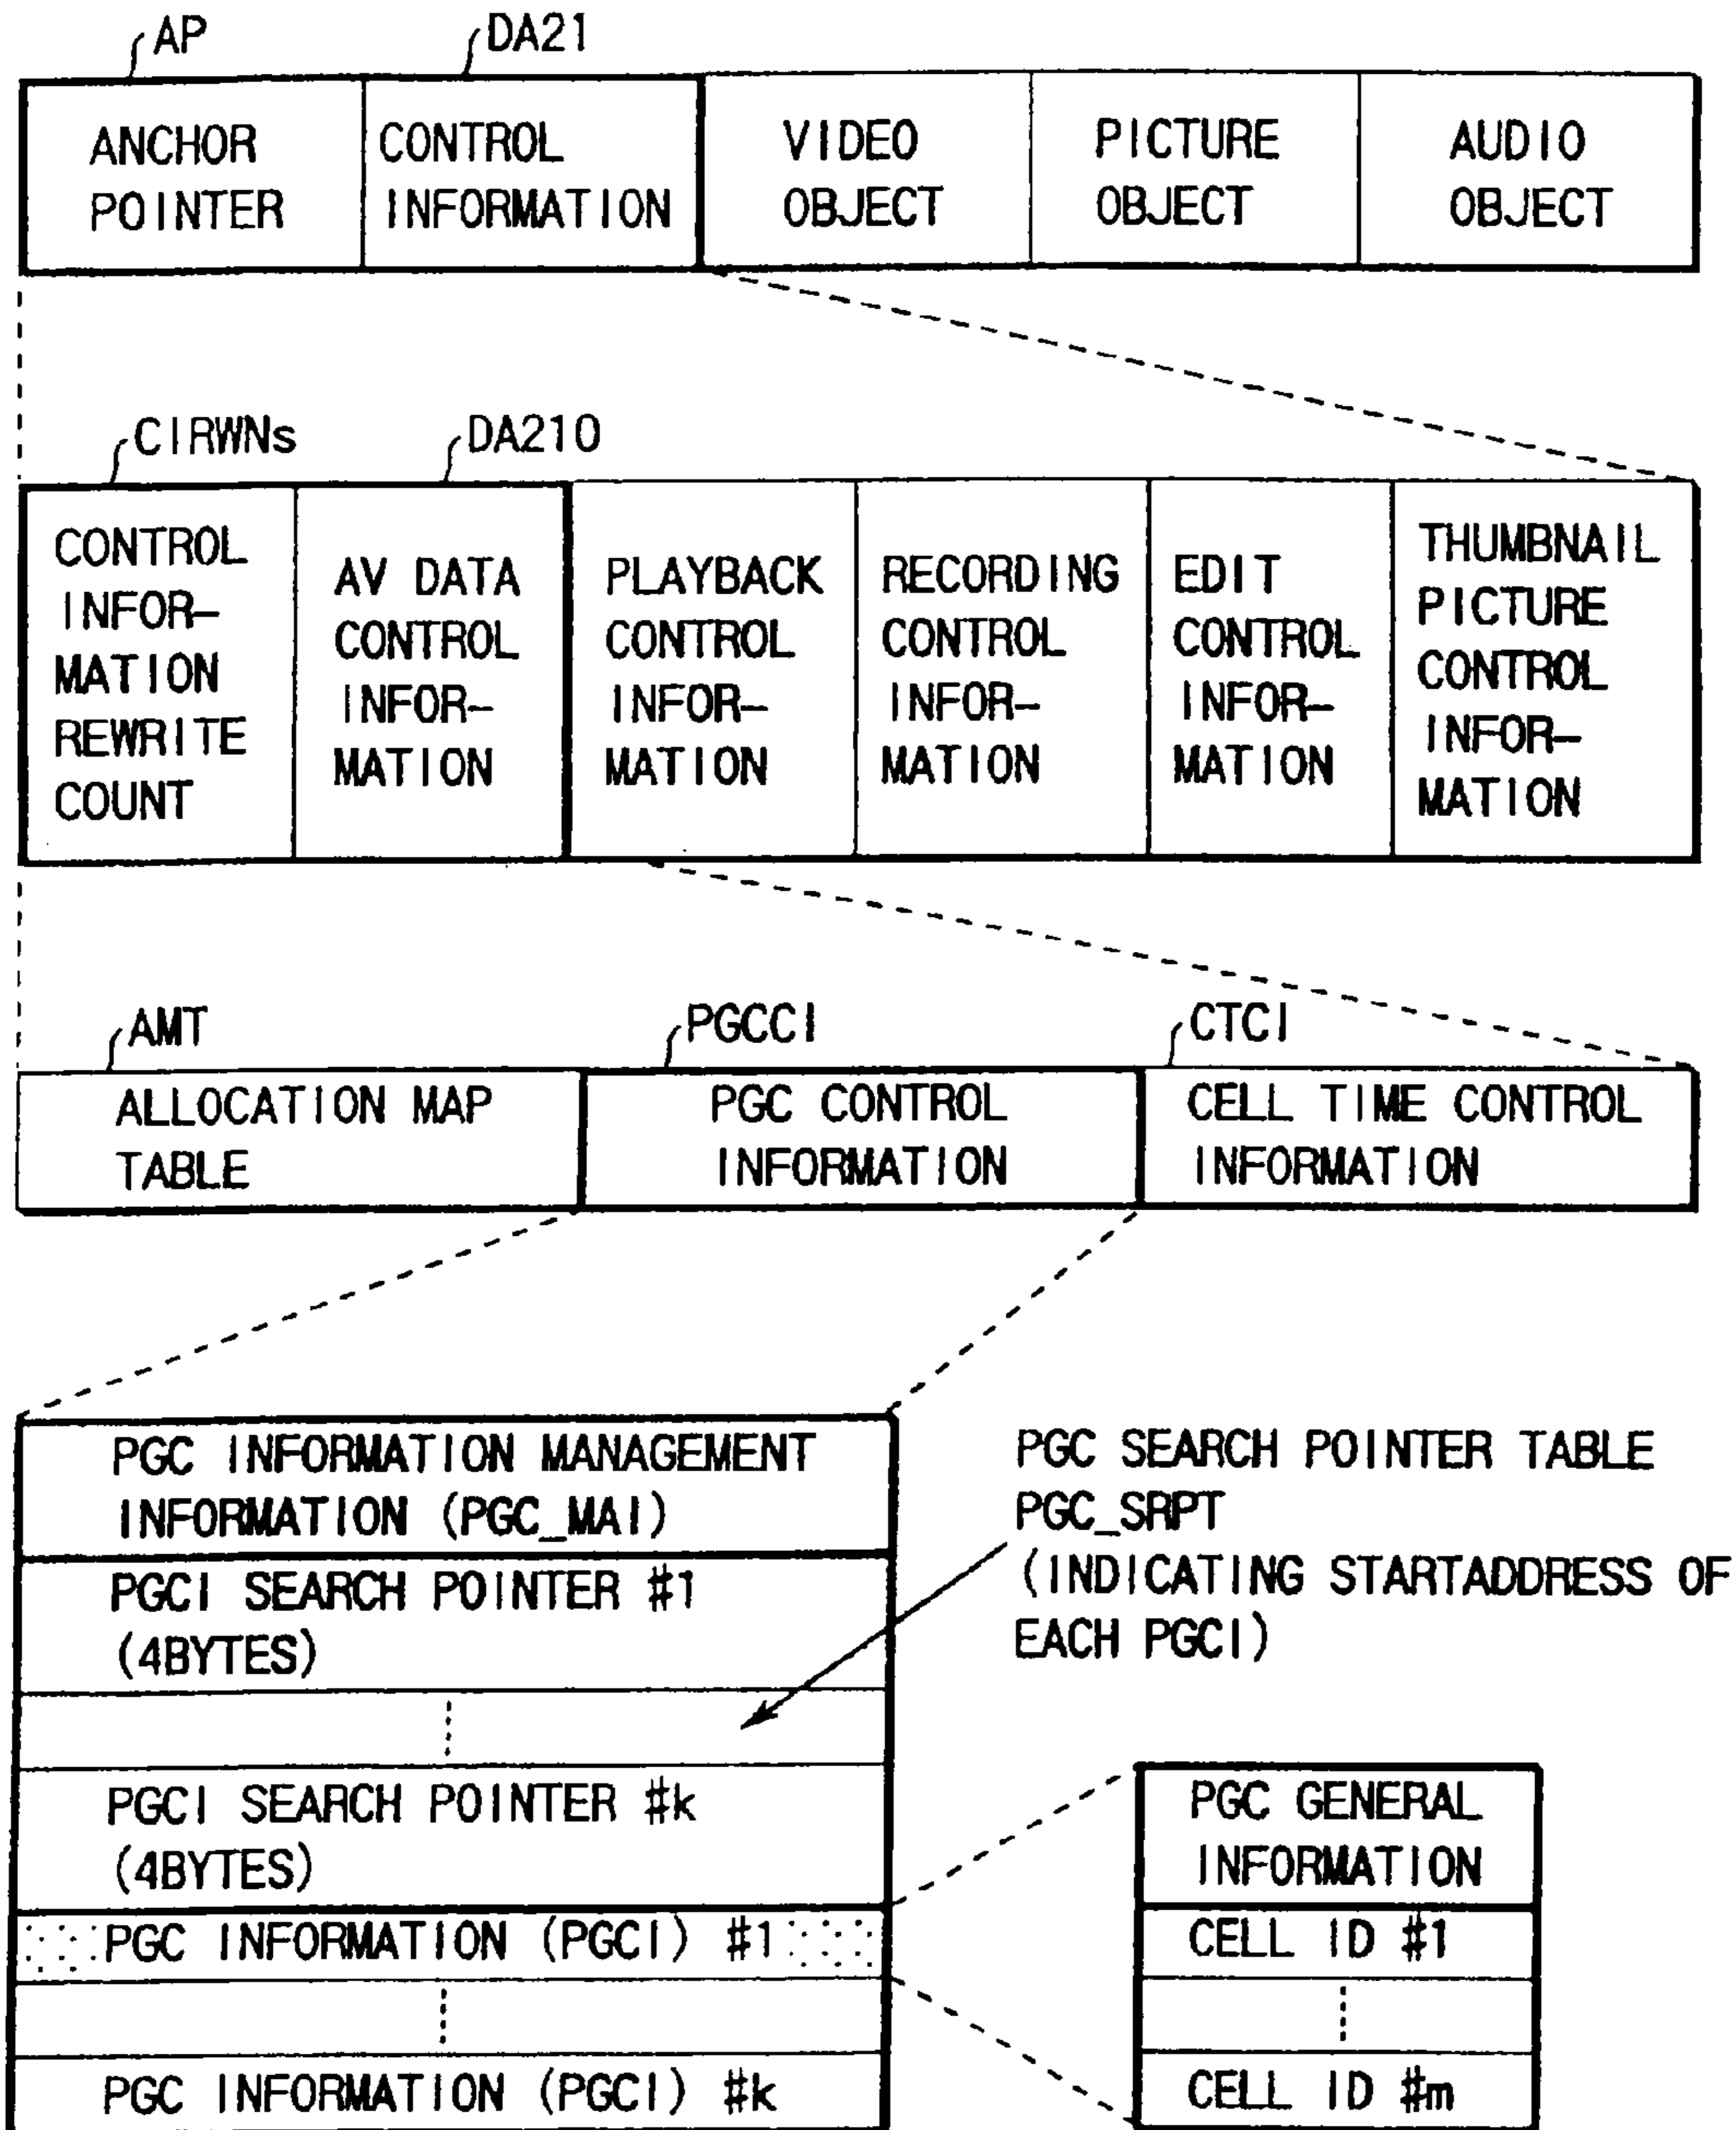 AP
DA21
ANCHOR
POINTER
CONTROL
INFORMATION
VIDEO
OBJECT
PICTURE
OBJECT
AUDIO
OBJECT
CIRWNs
DA210
CONTROL
INFOR-
MATION
REWRITE
COUNT
AV DATA
CONTROL
INFOR-
MATION
PLAYBACK
CONTROL
INFOR-
MATION
RECORDING
CONTROL
INFOR-
MATION
EDIT
CONTROL
INFOR-
MATION
THUMBNAIL
PICTURE
CONTROL
INFOR-
MATION
AMT
PGCCI
CTCI
ALLOCATION MAP
TABLE
PGC CONTROL
INFORMATION
CELL TIME CONTROL
INFORMATION
PGC INFORMATION MANAGEMENT
INFORMATION (PGC_MAI)
PGCI SEARCH POINTER #1
(4BYTES)
PGCI SEARCH POINTER #k
(4BYTES)
PGC INFORMATION (PGCI) #1
PGC INFORMATION (PGCI) #k
PGC SEARCH POINTER TABLE
PGC_SRPT
(INDICATING STARTADDRESS OF
EACH PGCI)
PGC GENERAL
INFORMATION
CELL ID #1
CELL ID #m